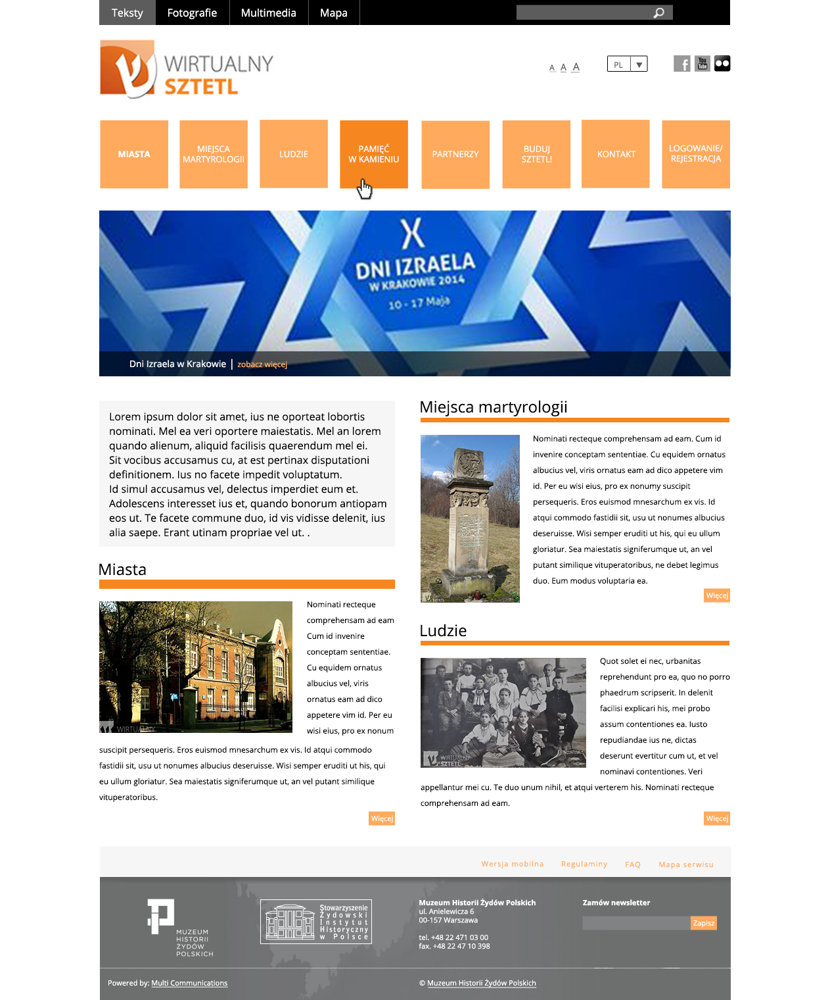 Teksty Fotografie Multimedia Mapa
WIRTUALNY
SZTETL
A A A
PL
f
You
Tube
MIASTA
MIEJSCA
MARTYROLOGII
LUDZIE
PAMIĘĆ
W KAMIENIU
PARTNERZY
BUDUJ
SZTETL!
KONTAKT
LOGOWANIE/
REJESTRACJA
X
DNI IZRAELA
W KRAKOWIE 2014
10 - 17 Maja
Dni Izraela w Krakowie | zobacz więcej
Lorem ipsum dolor sit amet, ius ne oporteat lobortis
nominati. Mel ea veri oportere maiestatis. Mel an lorem
quando alienum, aliquid facilisis quaerendum mel ei.
Sit vocibus accusamus cu, at est pertinax disputationi
definitionem. Ius no facete impedit voluptatum.
Id simul accusamus vel, delectus imperdiet eum et.
Adolescens interesset ius et, quando bonorum antiopam
eos ut. Te facete commune duo, id vis vidisse delenit, ius
alia saepe. Erant utinam propriae vel ut. .
Miasta
Nominati recteque
comprehensam ad eam
Cum id invenire
conceptam sententiae.
Cu equidem ornatus
albucius vel, viris
ornatus eam ad dico
appetere vim id. Per eu
wisi eius, pro ex nonum
WIRTUALNY
suscipit persequeris. Eros euismod mnesarchum ex vis. Id atqui commodo
fastidii sit, usu ut nonumes albucius deseruisse. Wisi semper eruditi ut his, qui
eu ullum gloriatur. Sea maiestatis signiferumque ut, an vel putant similique
vituperatoribus.
Więcej
Miejsca martyrologii
Nominati recteque comprehensam ad eam. Cum id
invenire conceptam sententiae. Cu equidem ornatus
albucius vel, viris ornatus eam ad dico appetere vim
id. Per eu wisi eius, pro ex nonumy suscipit
persequeris. Eros euismod mnesarchum ex vis. Id
atqui commodo fastidii sit, usu ut nonumes albucius
deseruisse. Wisi semper eruditi ut his, qui eu ullum
gloriatur. Sea maiestatis signiferumque ut, an vel
putant similique vituperatoribus, ne debet legimus
duo. Eum modus voluptaria ea.
SZTETL
Więcej
Ludzie
Quot solet ei nec, urbanitas
reprehendunt pro ea, quo no porro
phaedrum scripserit. In delenit
facilisi explicari his, mei probo
assum contentiones ea. Iusto
repudiandae ius ne, dictas
deserunt evertitur cum ut, et vel
nominavi contentiones. Veri
WIRTUALNY
SZTETL
appellantur mei cu. Te duo unum nihil, et atqui verterem his. Nominati recteque
comprehensam ad eam.
Więcej
Wersja mobilna Regulaminy FAQ Mapa serwisu
MUZEUM
HISTORII
ŻYDÓW
POLSKICH
Stowarzyszenie
Żydowski
Instytut
Historyczny
w Polsce
Muzeum Historii Żydów Polskich
ul. Anielewicza 6
00-157 Warszawa
tel. +48 22 471 03 00
fax. +48 22 47 10 398
Zamów newsletter
Zapisz
Powered by: Multi Communications
© Muzeum Historii Żydów Polskich